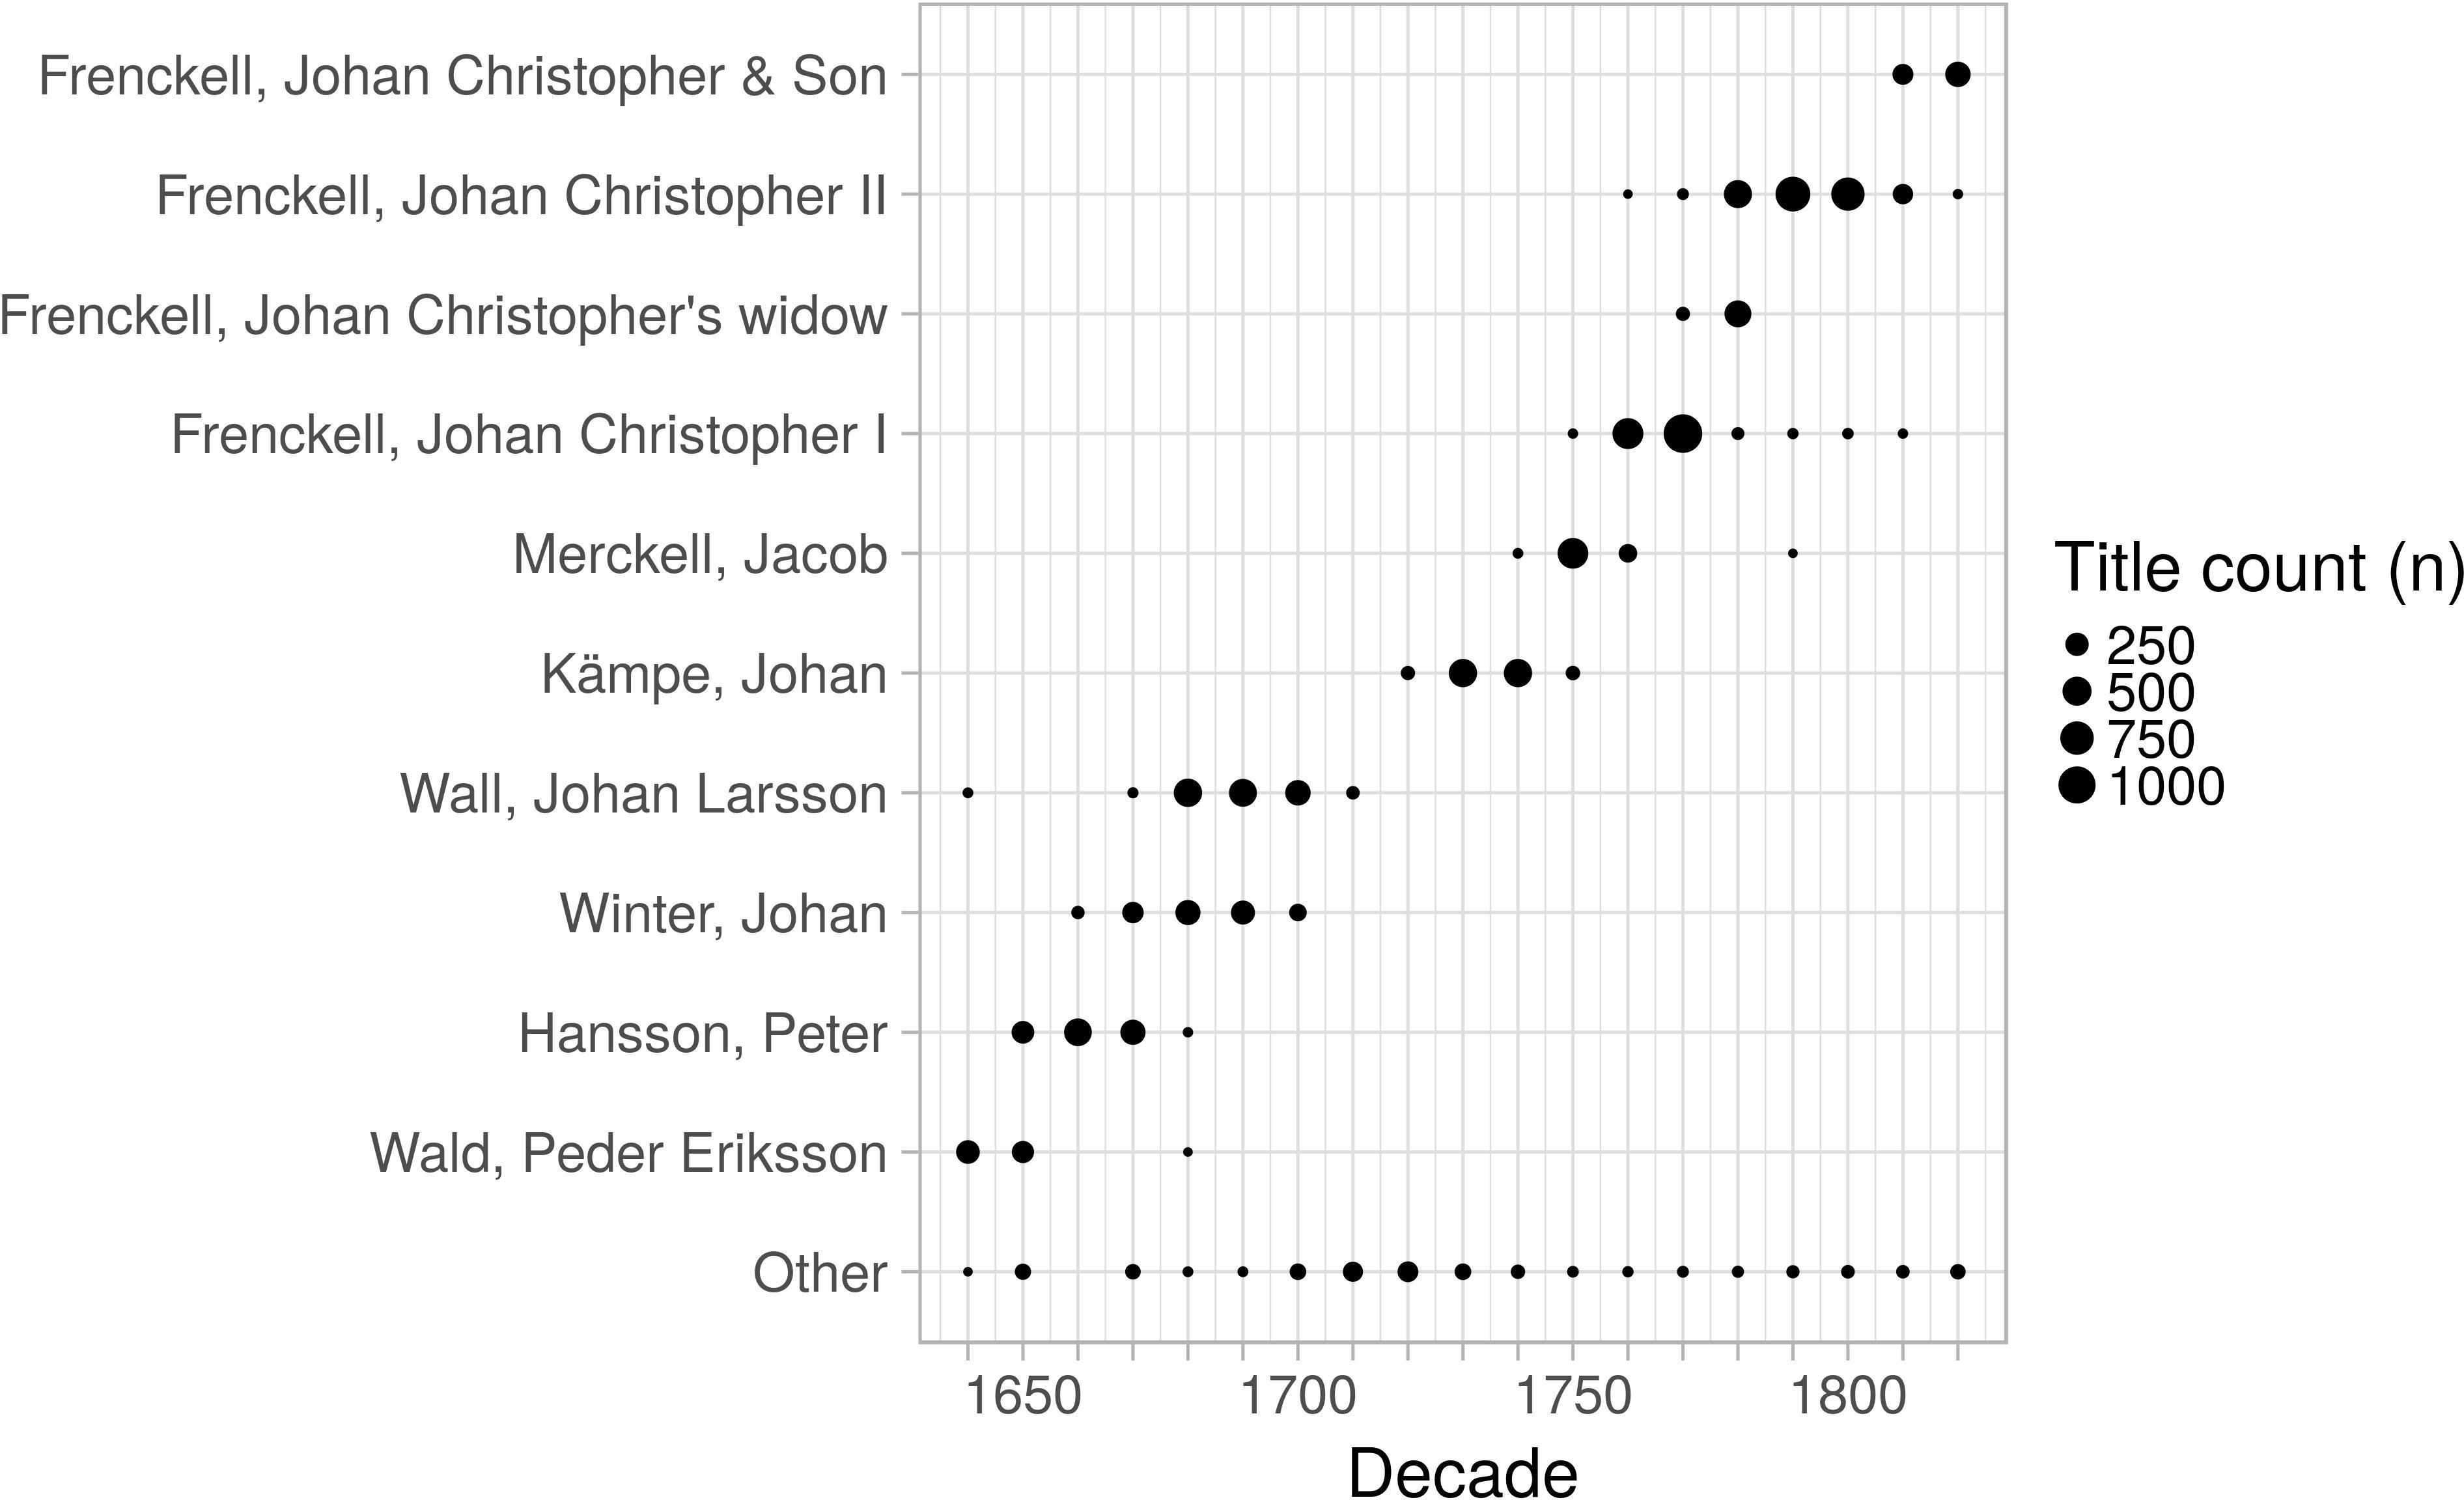 Frenckell, Johan Christopher & Son
Frenckell, Johan Christopher II
Frenckell, Johan Christopher's widow
Frenckell, Johan Christopher I
Merckell, Jacob
Kämpe, Johan
Wall, Johan Larsson
Winter, Johan
Hansson, Peter
Wald, Peder Eriksson
Other
1650 1700 1750 1800
Decade
Title count (n)
250
500
750
1000